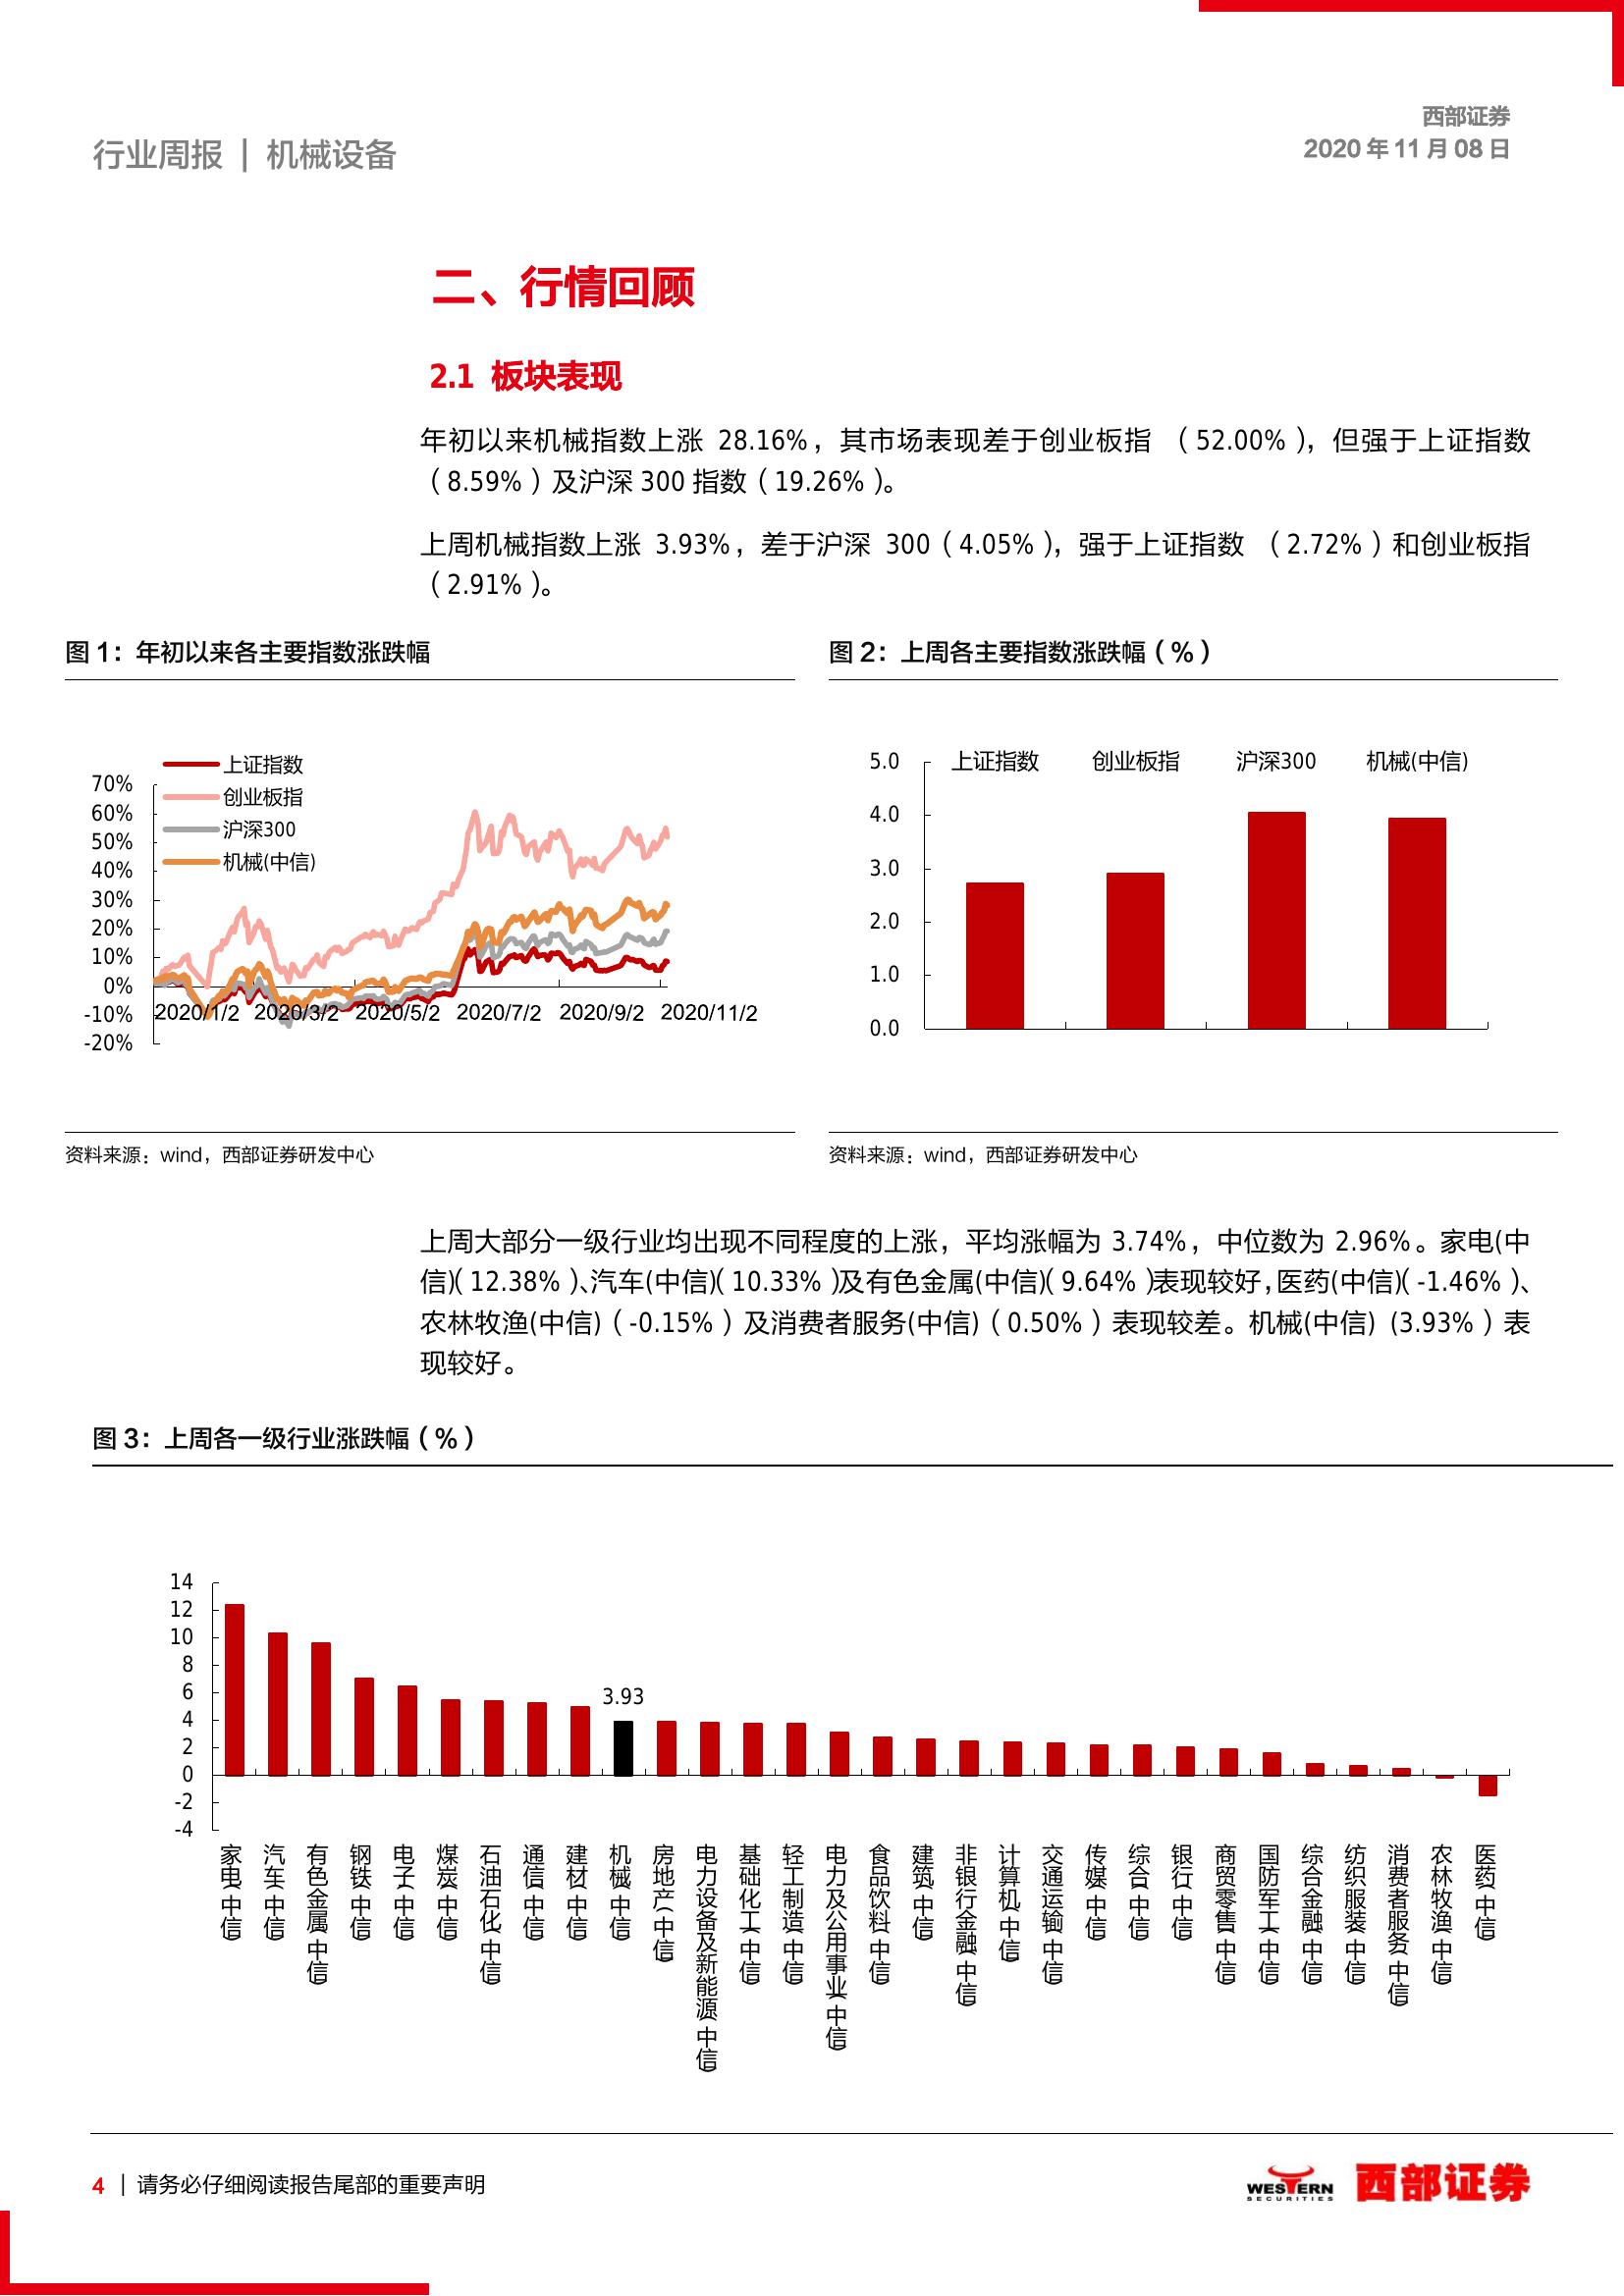 西部证券
行业周报 | 机械设备
2020 年 11 月 08 日
二、行情回顾
2.1 板块表现
年初以来机械指数上涨 28.16%，其市场表现差于创业板指 （52.00%），但强于上证指数
（8.59%）及沪深 300 指数（19.26%）。
上周机械指数上涨 3.93%，差于沪深 300（4.05%），强于上证指数 （2.72%）和创业板指
（2.91%）。
图 1：年初以来各主要指数涨跌幅
上证指数
创业板指
沪深300
机械(中信)
70%
60%
50%
40%
30%
20%
10%
0%
-10%
-20%
2020/1/2 2020/3/2 2020/5/2 2020/7/2 2020/9/2 2020/11/2
资料来源：wind，西部证券研发中心
图 2：上周各主要指数涨跌幅（%）
上证指数 创业板指 沪深300 机械(中信)
5.0
4.0
3.0
2.0
1.0
0.0
资料来源：wind，西部证券研发中心
上周大部分一级行业均出现不同程度的上涨，平均涨幅为 3.74%，中位数为 2.96%。家电(中
信)（12.38%）、汽车(中信)（10.33%）及有色金属(中信)（9.64%）表现较好，医药(中信)（-1.46%）、
农林牧渔(中信)（-0.15%）及消费者服务(中信)（0.50%）表现较差。机械(中信) (3.93%）表
现较好。
图 3：上周各一级行业涨跌幅（%）
14
12
10
8
6
4
2
0
-2
-4
3.93
家电(中信)
汽车(中信)
有色金属(中信)
钢铁(中信)
电子(中信)
煤炭(中信)
石油石化(中信)
通信(中信)
建材(中信)
机械(中信)
房地产(中信)
电力设备及新能源(中信)
基础化工(中信)
轻工制造(中信)
电力及公用事业(中信)
食品饮料(中信)
建筑(中信)
非银行金融(中信)
计算机(中信)
交通运输(中信)
传媒(中信)
综合(中信)
银行(中信)
商贸零售(中信)
国防军工(中信)
综合金融(中信)
纺织服装(中信)
消费者服务(中信)
农林牧渔(中信)
医药(中信)
4 | 请务必仔细阅读报告尾部的重要声明
WESTERN
SECURITIES
西部证券